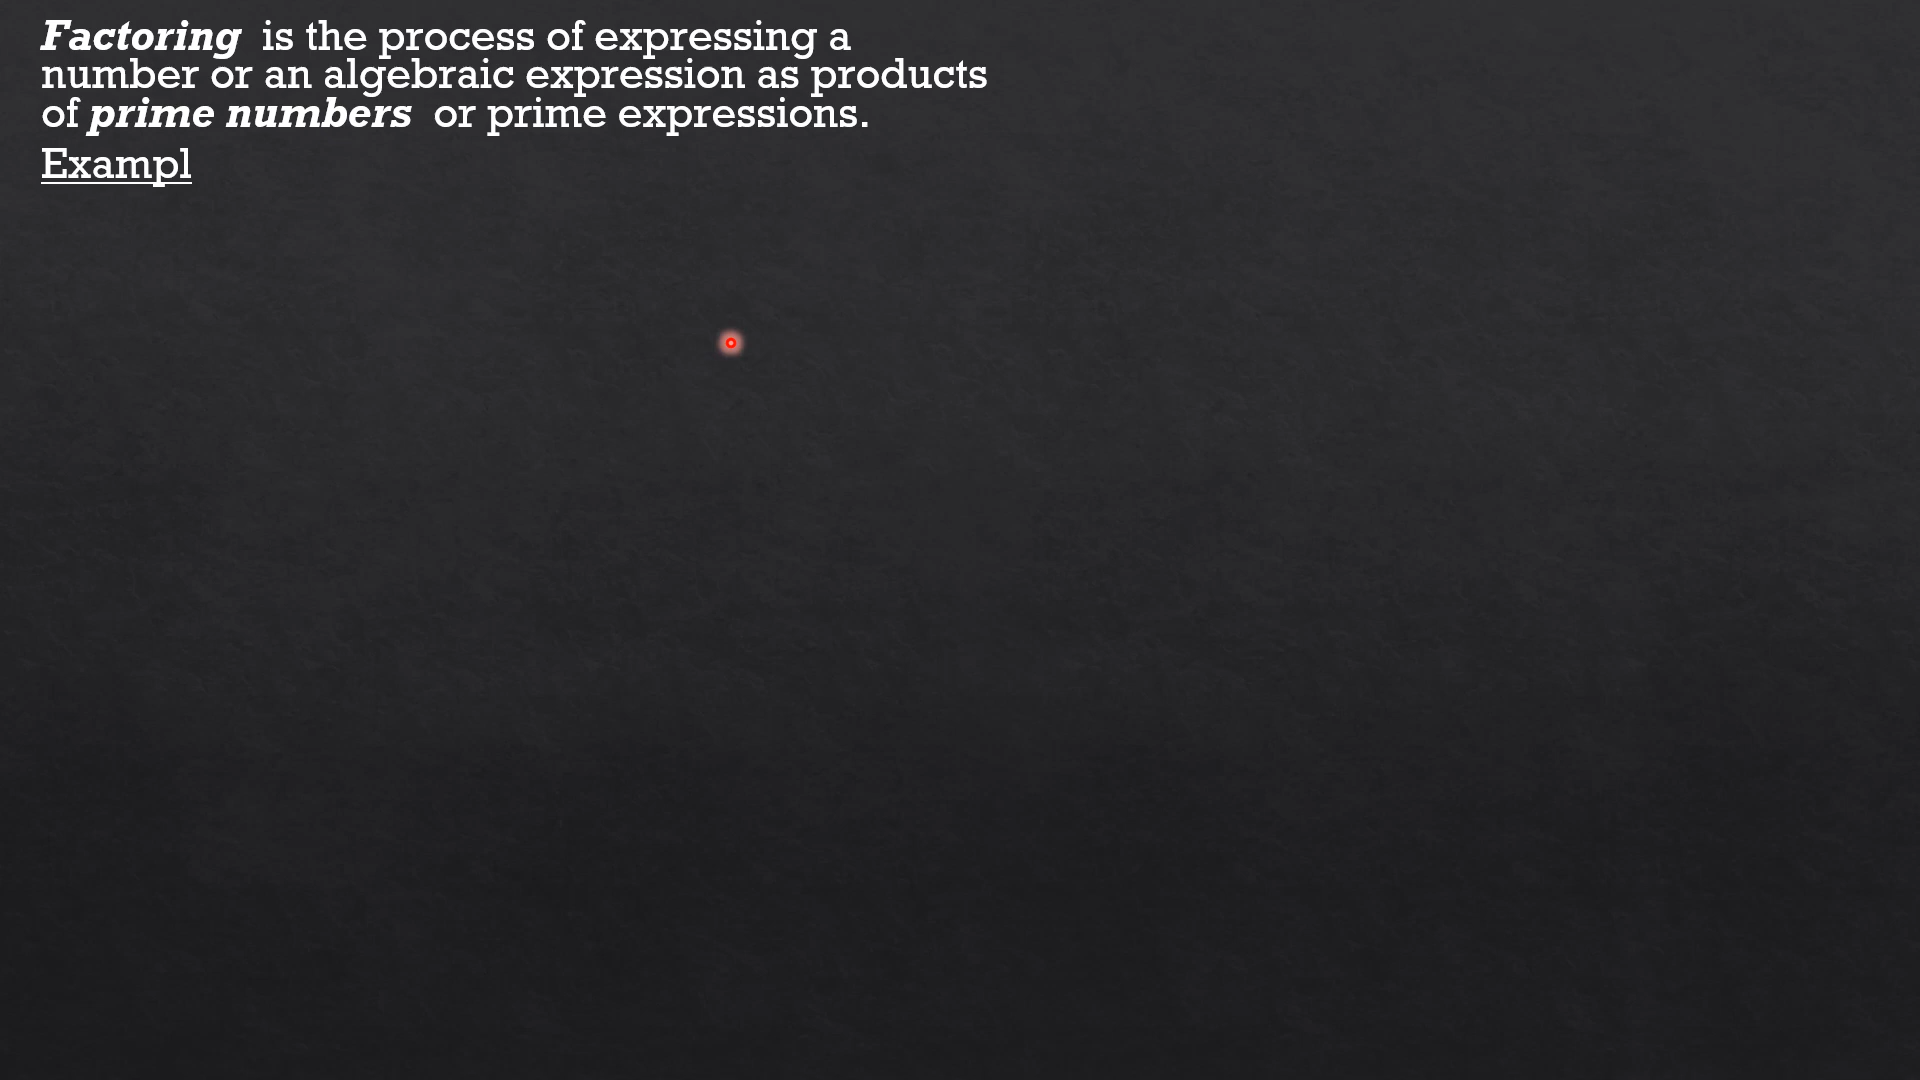 Factoring is the process of expressing a
number or an algebraic expression as products
of prime numbers or prime expressions.
Exampl